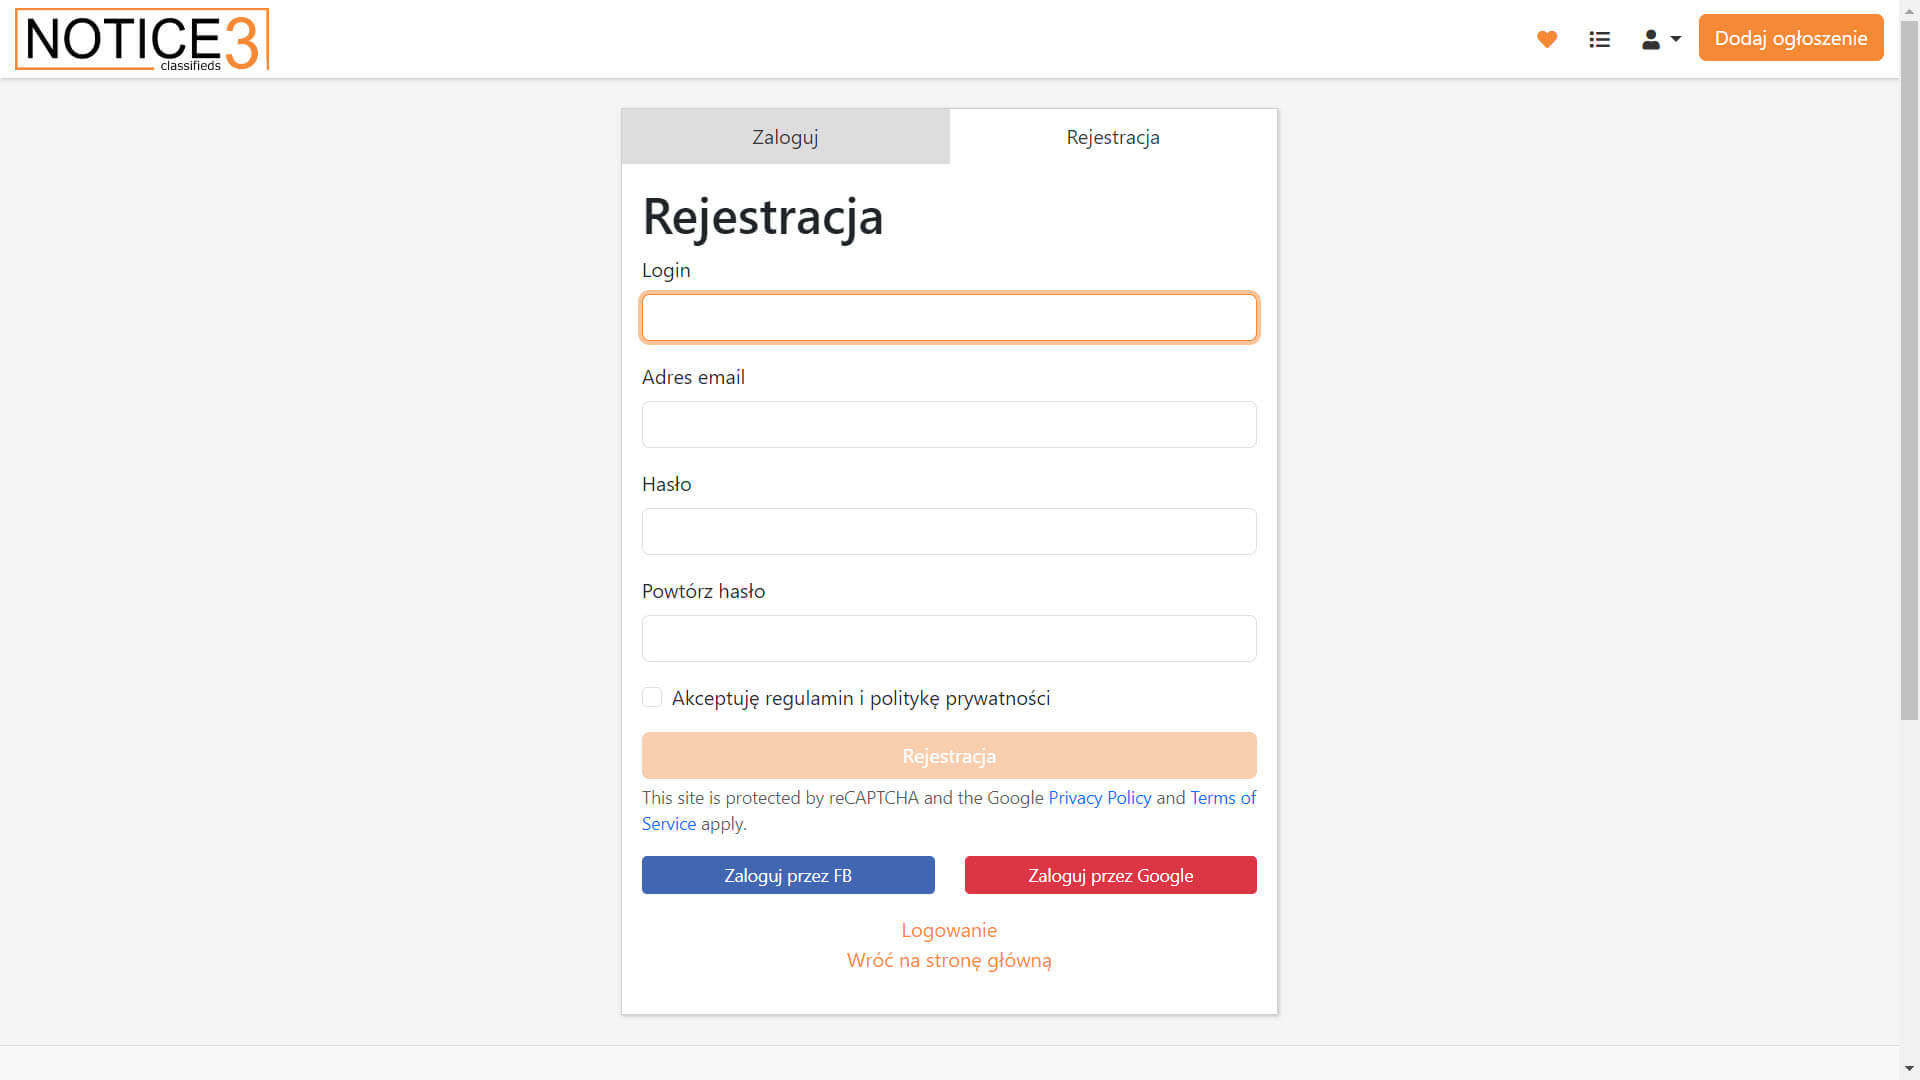 NOTICE3
classifieds
Dodaj ogłoszenie
Zaloguj
Rejestracja
Rejestracja
Login
Adres email
Hasło
Powtórz hasło
Akceptuję regulamin i politykę prywatności
Rejestracja
This site is protected by reCAPTCHA and the Google Privacy Policy and Terms of
Service apply.
Zaloguj przez FB
Zaloguj przez Google
Logowanie
Wróć na stronę główną